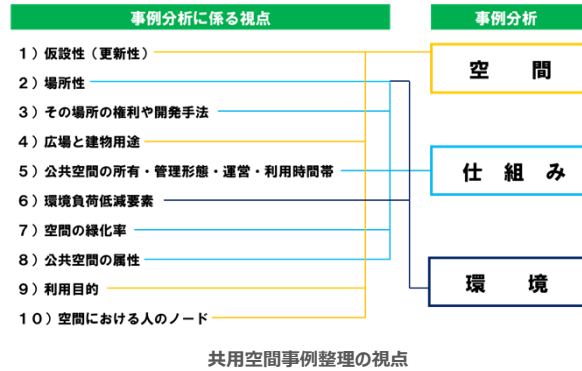 事例分析に係る視点
事例分析
1）仮設性（更新性）
2）場所性
3）その場所の権利や開発手法
4）広場と建物用途
5）公共空間の所有・管理形態・運営・利用時間帯
6）環境負荷低減要素
7）空間の緑化率
8）公共空間の属性
9）利用目的
10）空間における人のノード
空 間
仕 組 み
環 境
共用空間事例整理の視点